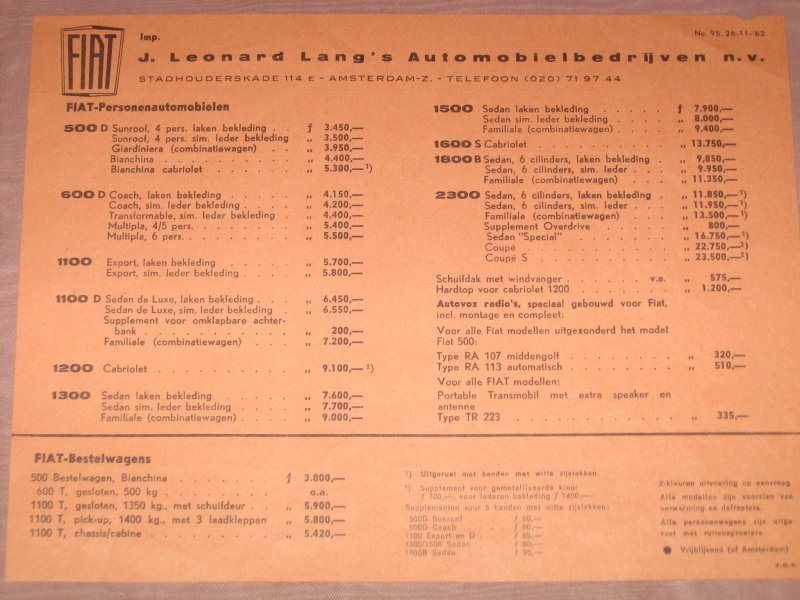 FIAT
Imp.
No. 95. 26-11-'62
J. Leonard Lang's Automobielbedrijven n.v.
STADHOUDERSKADE 114 E - AMSTERDAM-Z. - TELEFOON (020) 71 97 44
FIAT-Personenautomobielen
500 D Sunroof, 4 pers. laken bekleding . ƒ 3.450,—
Sunroof, 4 pers. sim. leder bekleding „ 3.500,—
Giardiniera (combinatiewagen) . . „ 3.950,—
Bianchina . . . . . . . . „ 4.400,—
Bianchina cabriolet . . . . . „ 5.300,—¹)
600 D Coach, laken bekleding . . . . „ 4.150,—
Coach, sim. leder bekleding . . . „ 4.200,—
Transformable, sim. leder bekleding . „ 4.400,—
Multipla, 4/5 pers. . . . . . „ 5.400,—
Multipla, 6 pers. . . . . . . „ 5.500,—
1100 Export, laken bekleding . . . . „ 5.700,—
Export, sim. leder bekleding . . . „ 5.800,—
1100 D Sedan de Luxe, laken bekleding . . „ 6.450,—
Sedan de Luxe, sim. leder bekleding . „ 6.550,—
Supplement voor omklapbare achter-
bank . . . . . . . . . „ 200,—
Familiale (combinatiewagen) . . . „ 7.200,—
1200 Cabriolet . . . . . . . . „ 9.100,—¹)
1300 Sedan laken bekleding . . . . „ 7.600,—
Sedan sim. leder bekleding . . . „ 7.700,—
Familiale (combinatiewagen) . . . „ 9.000,—
1500 Sedan laken bekleding . . . . ƒ 7.900,—
Sedan sim. leder bekleding . . . „ 8.000,—
Familiale (combinatiewagen) . . . „ 9.400,—
1600 S Cabriolet . . . . . . . . „ 13.750,—
1800 B Sedan, 6 cilinders, laken bekleding . „ 9,850,—
Sedan, 6 cilinders, sim. leder . . „ 9.950,—
Familiale (combinatiewagen) . . . „ 11.350,—
2300 Sedan, 6 cilinders, laken bekleding . „ 11.850,—¹)
Sedan, 6 cilinders, sim. leder . . „ 11.950,—¹)
Familiale (combinatiewagen) . . . „ 13.500,—¹)
Supplement Overdrive . . . . „ 800,—
Sedan "Special" . . . . . . „ 16.750,—¹)
Coupé . . . . . . . . . „ 22.750,—²)
Coupé S . . . . . . . . „ 23.500,—²)
Schuifdak met windvanger . . . . v.a. „ 575,—
Hardtop voor cabriolet 1200 . . . . . „ 1.200,—
Autovox radio's, speciaal gebouwd voor Fiat,
incl. montage en compleet:
Voor alle Fiat modellen uitgezonderd het model
Fiat 500:
Type RA 107 middengolf . . . . . . „ 320,—
Type RA 113 automatisch . . . . . . „ 510,—
Voor alle FIAT modellen:
Portable Transmobil met extra speaker en
antenne
Type TR 223 . . . . . . . . „ 335,—
FIAT-Bestelwagens
500 Bestelwagen, Bianchina . . . . . ƒ 3.800,—
600 T, gesloten, 500 kg . . . . . o.a.
1100 T, gesloten, 1350 kg., met schuifdeur . „ 5.900,—
1100 T, pick-up, 1400 kg., met 3 laadkleppen „ 5.800,—
1100 T, chassis/cabine . . . . . . „ 5.420,—
¹) Uitgerust met banden met witte zijvlakken.
²) Supplement voor gemetalliseerde kleur
ƒ 700,—, voor lederen bekleding ƒ 1400,—.
Supplementen voor 5 banden met witte zijvlakken:
500D Sunroof . . . ƒ 60,—
600D Coach . . . . ƒ 80,—
1100 Export en D . . ƒ 85,—
1300/1500 Sedan . . ƒ 80,—
1800B Sedan . . . . ƒ 90,—
2-kleuren uitvoering op aanvraag.
Alle modellen zijn voorzien van
verwarming en defrosters.
Alle personenwagens zijn uitge-
rust met ruitensproeiers.
● Vrijblijvend (af Amsterdam)